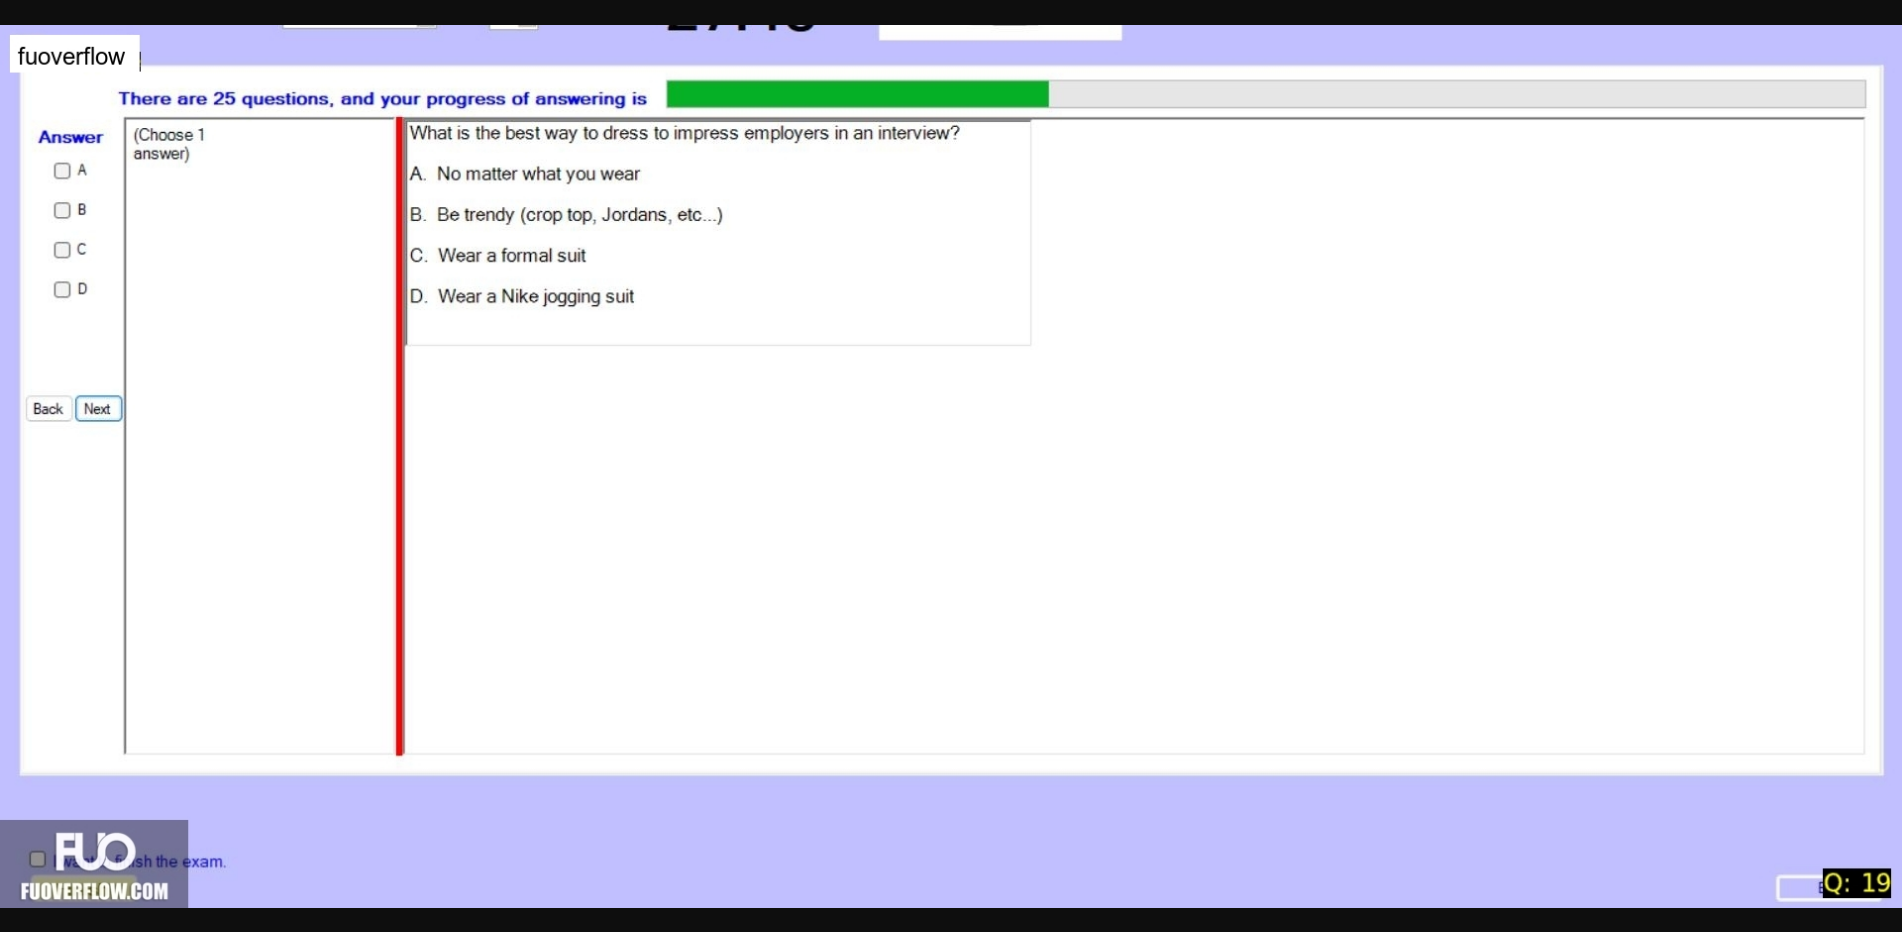 fuoverflow
There are 25 questions, and your progress of answering is
Answer
(Choose 1
answer)
A
B
C
D
What is the best way to dress to impress employers in an interview?
A. No matter what you wear
B. Be trendy (crop top, Jordans, etc...)
C. Wear a formal suit
D. Wear a Nike jogging suit
Back
Next
the exam.
FUO
FUOVERFLOW.COM
Q: 19